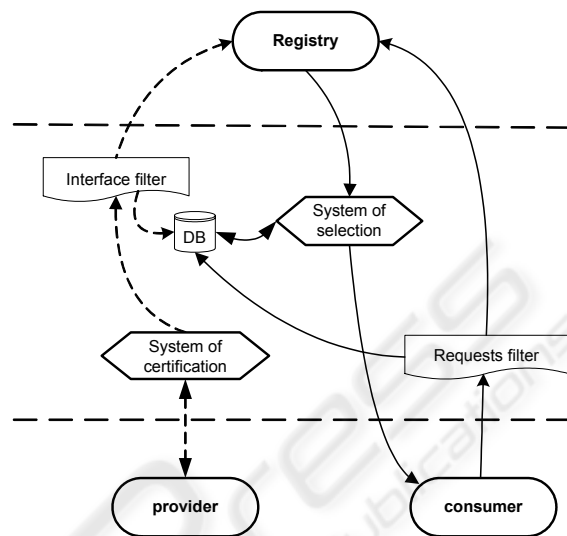 Registry
Interface filter
System of
selection
DB
System of
certification
Requests filter
provider
consumer